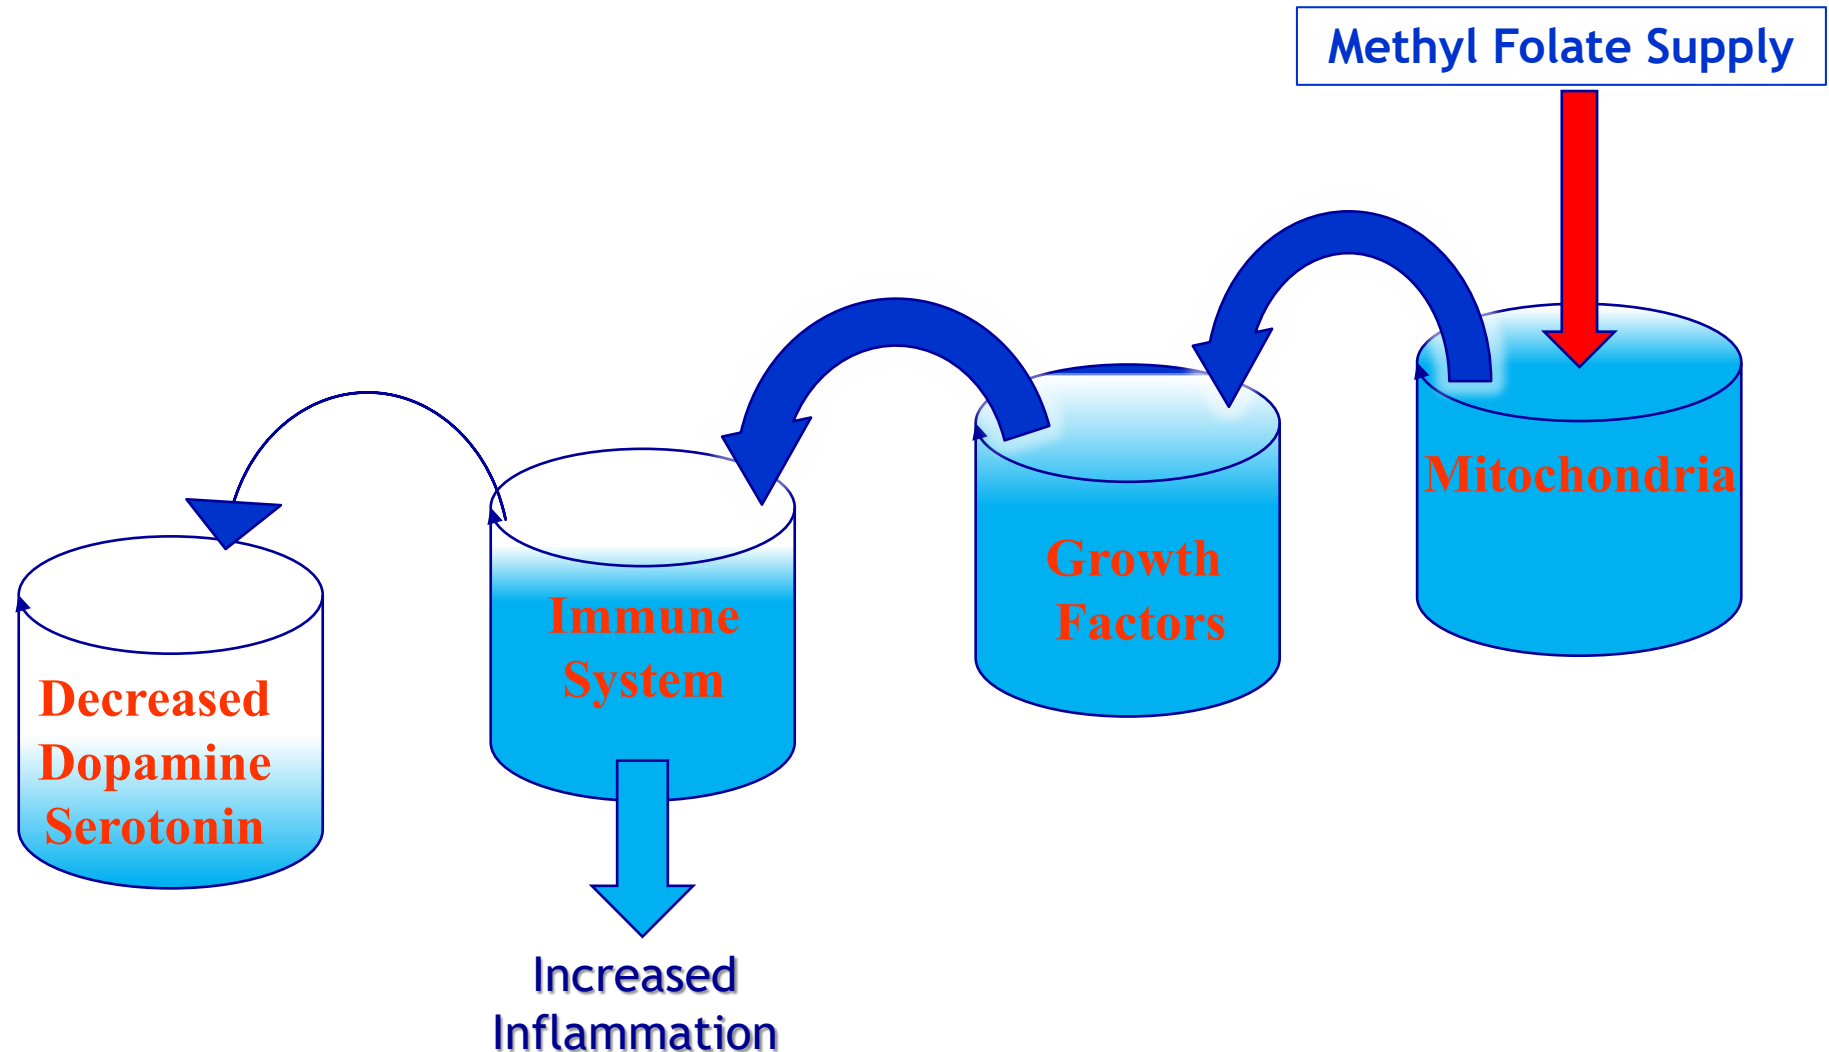 Methyl Folate Supply
Mitochondria
Growth
Factors
Immune
System
Decreased
Dopamine
Serotonin
Increased
Inflammation